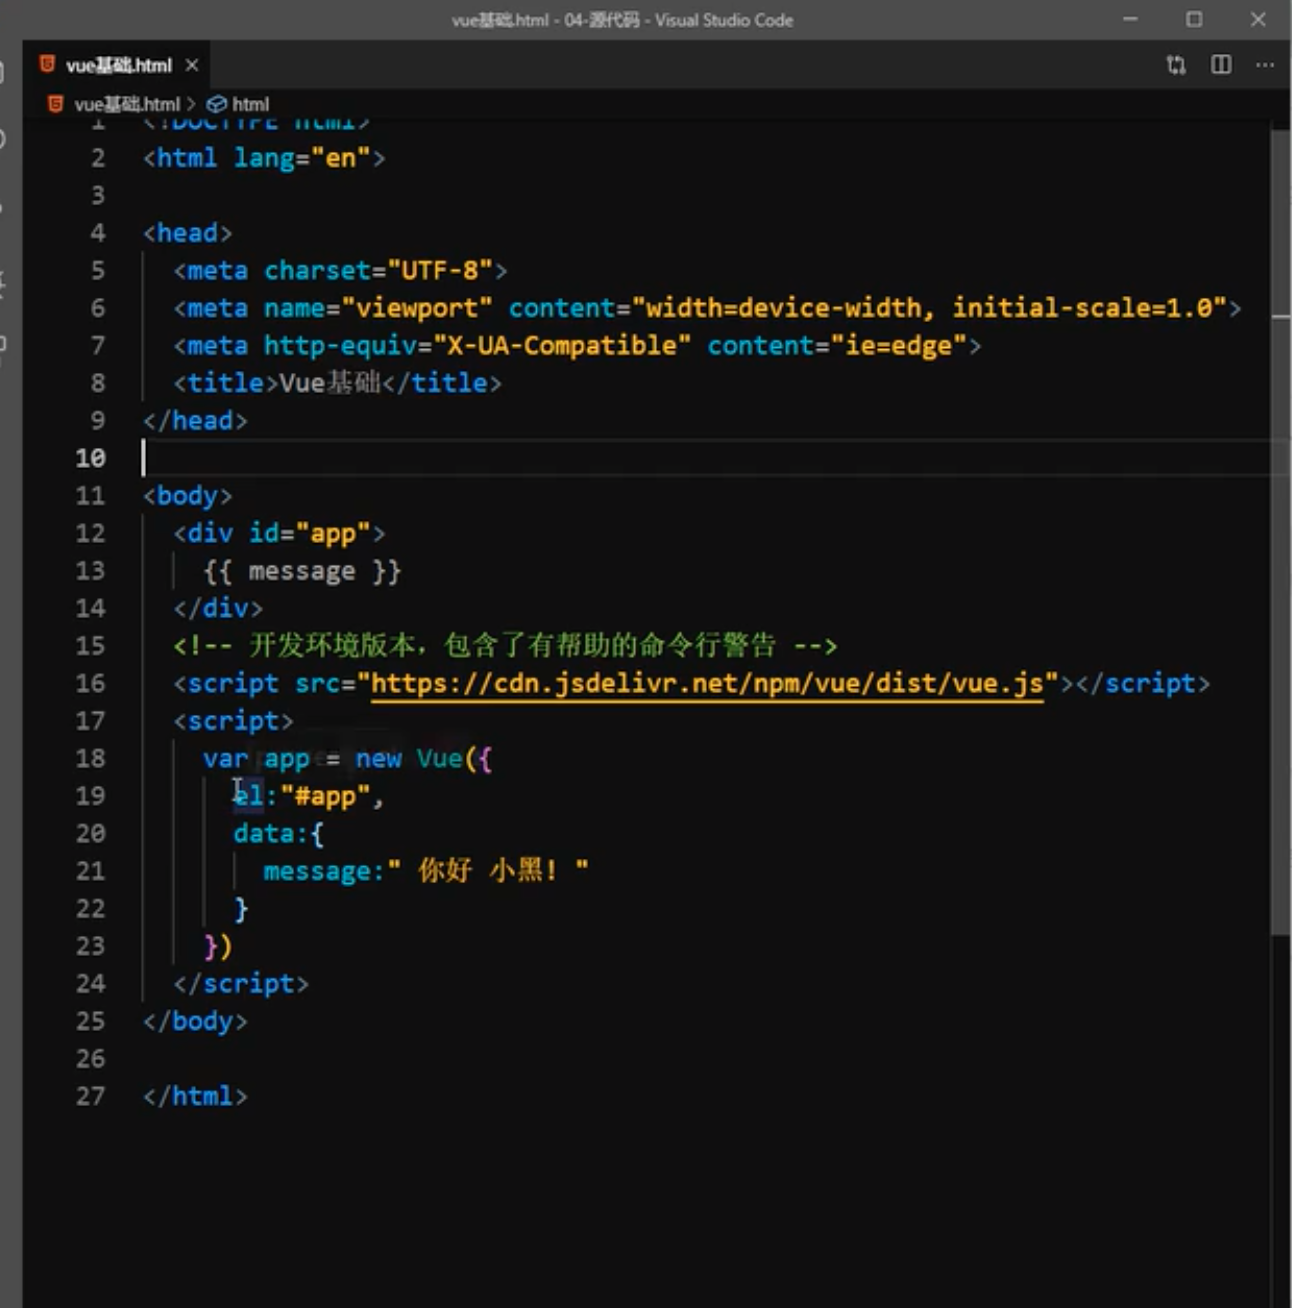 vue基础.html - 04-源代码 - Visual Studio Code
vue基础.html
vue基础.html > html
1 <!DOCTYPE html>
2 <html lang="en">
3
4 <head>
5 <meta charset="UTF-8">
6 <meta name="viewport" content="width=device-width, initial-scale=1.0">
7 <meta http-equiv="X-UA-Compatible" content="ie=edge">
8 <title>Vue基础</title>
9 </head>
10
11 <body>
12 <div id="app">
13 {{ message }}
14 </div>
15 <!-- 开发环境版本，包含了有帮助的命令行警告 -->
16 <script src="https://cdn.jsdelivr.net/npm/vue/dist/vue.js"></script>
17 <script>
18 var app = new Vue({
19 el:"#app",
20 data:{
21 message:" 你好 小黑! "
22 }
23 })
24 </script>
25 </body>
26
27 </html>